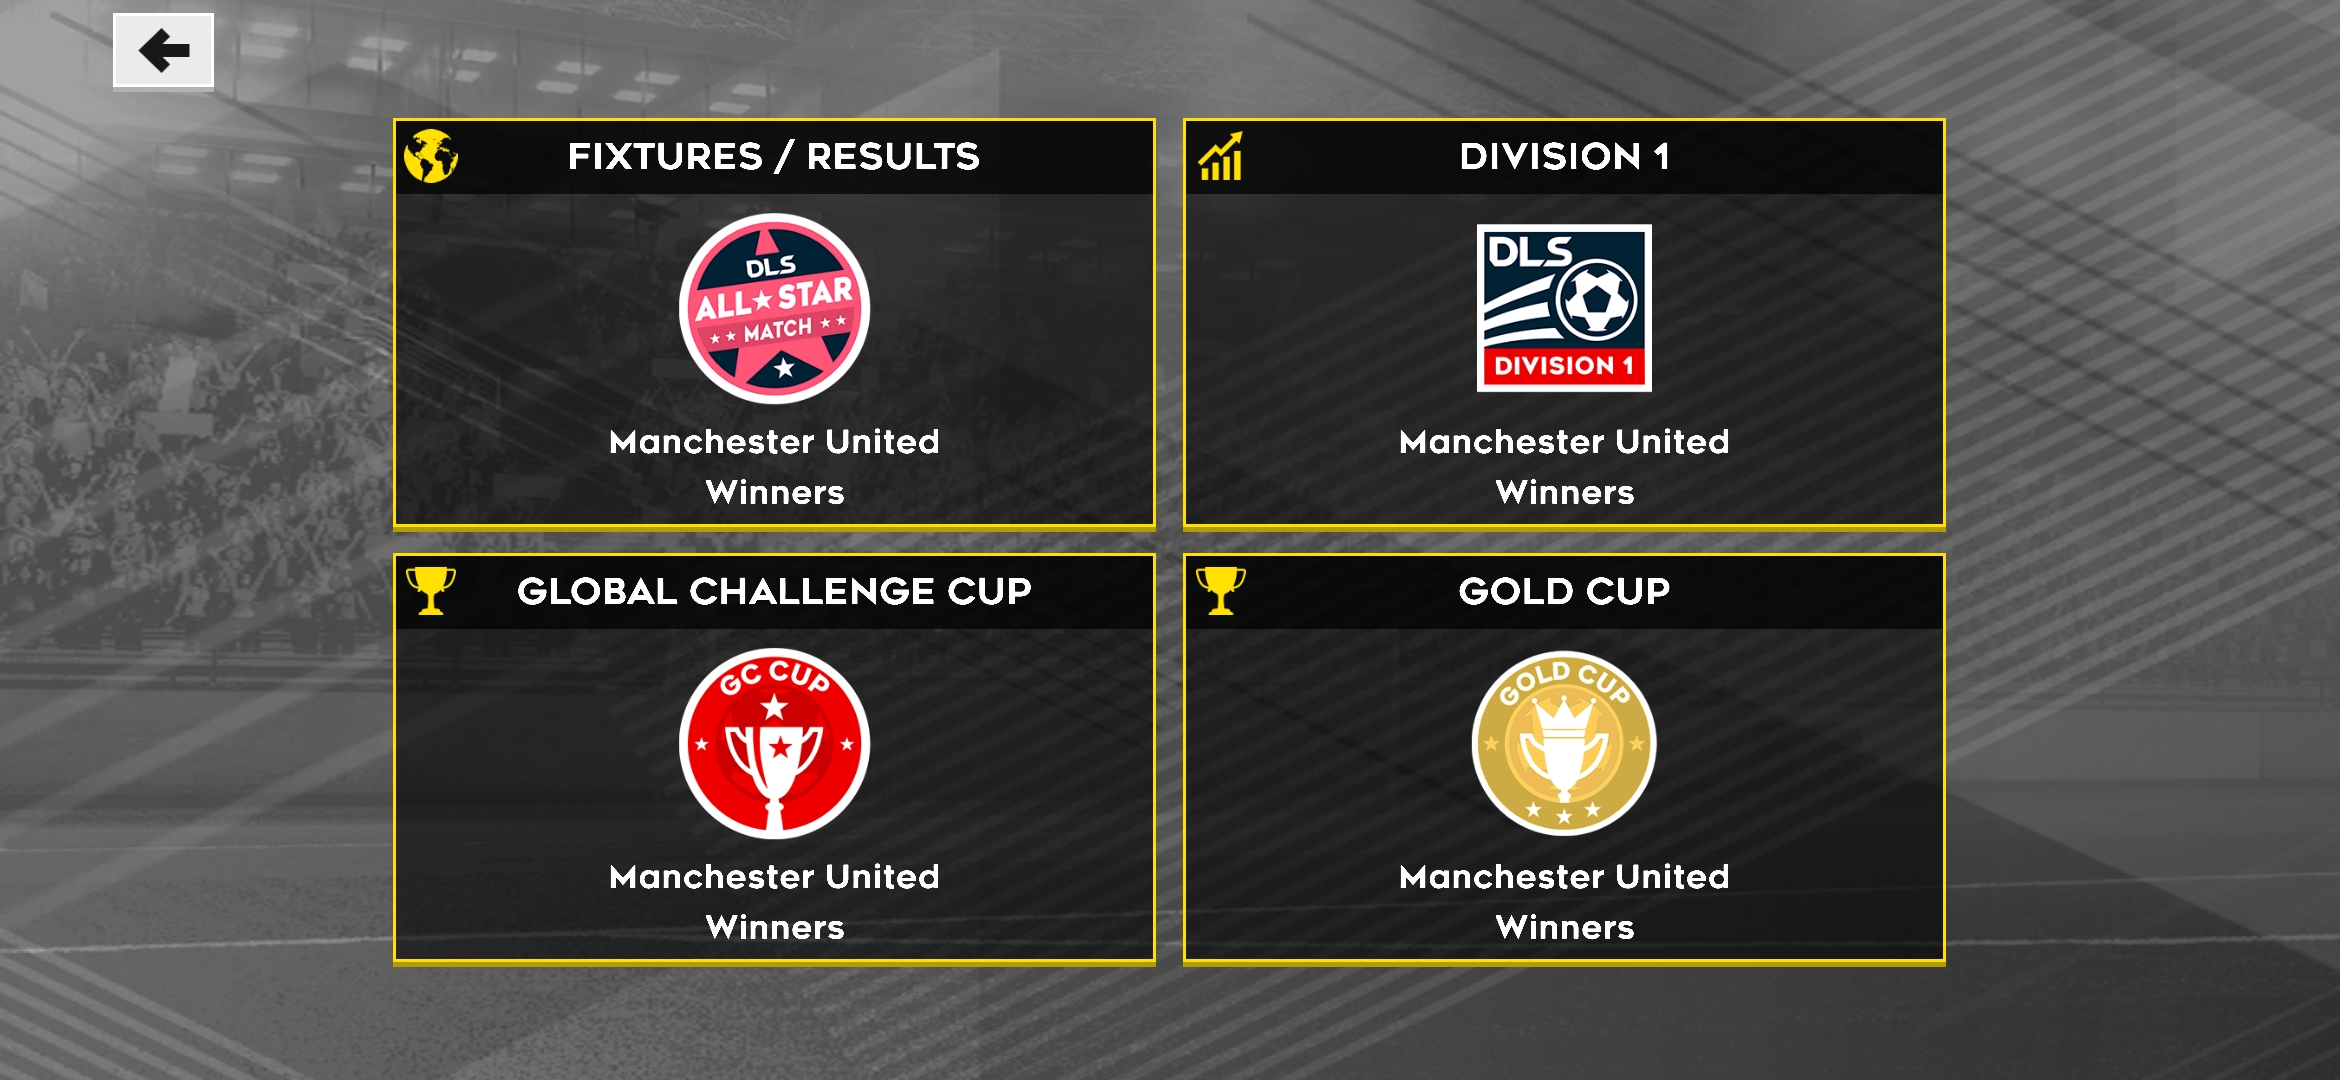 FIXTURES / RESULTS
DLS
ALL★STAR
★★ MATCH ★★
Manchester United
Winners
DIVISION 1
DLS
DIVISION 1
Manchester United
Winners
GLOBAL CHALLENGE CUP
GC CUP
Manchester United
Winners
GOLD CUP
GOLD CUP
Manchester United
Winners